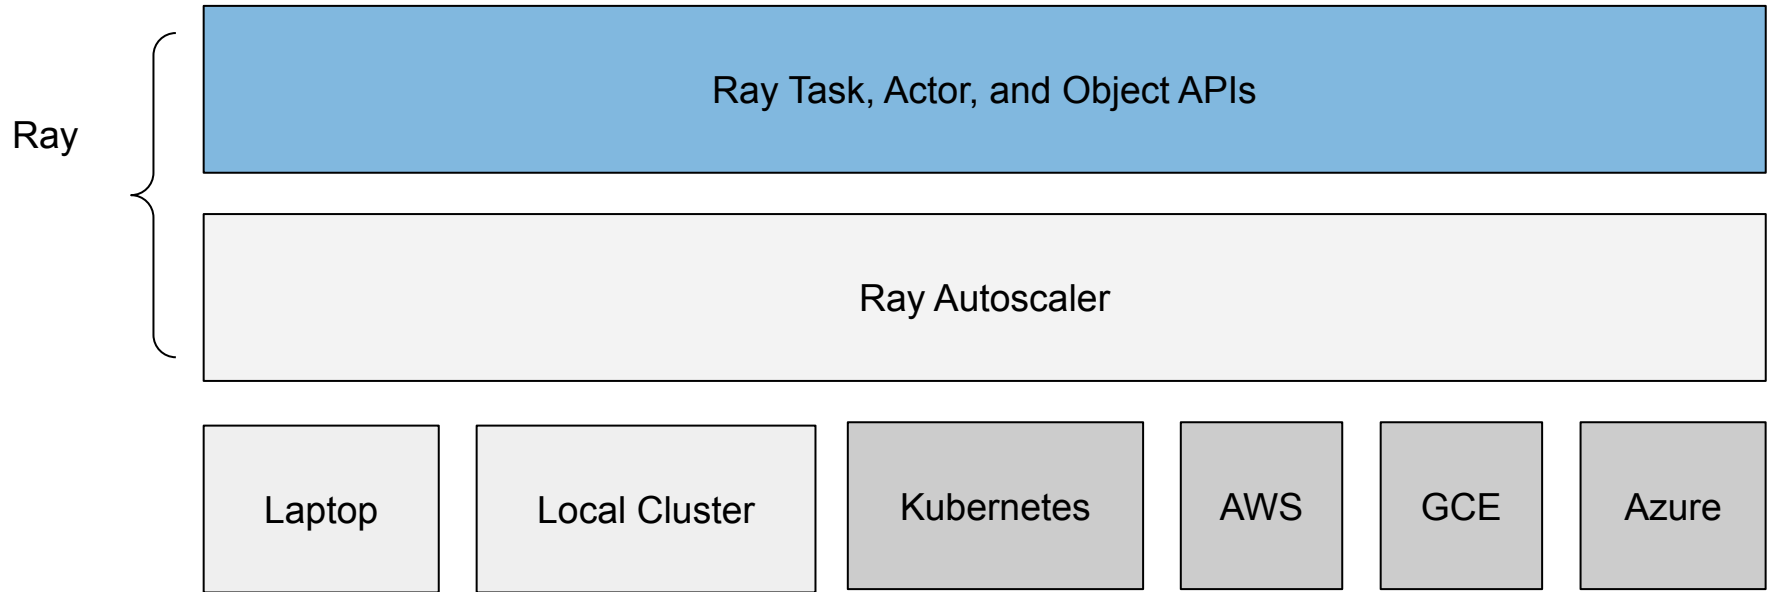 Ray Task, Actor, and Object APIs
Ray
Ray Autoscaler
Laptop
Local Cluster
Kubernetes
AWS
GCE
Azure